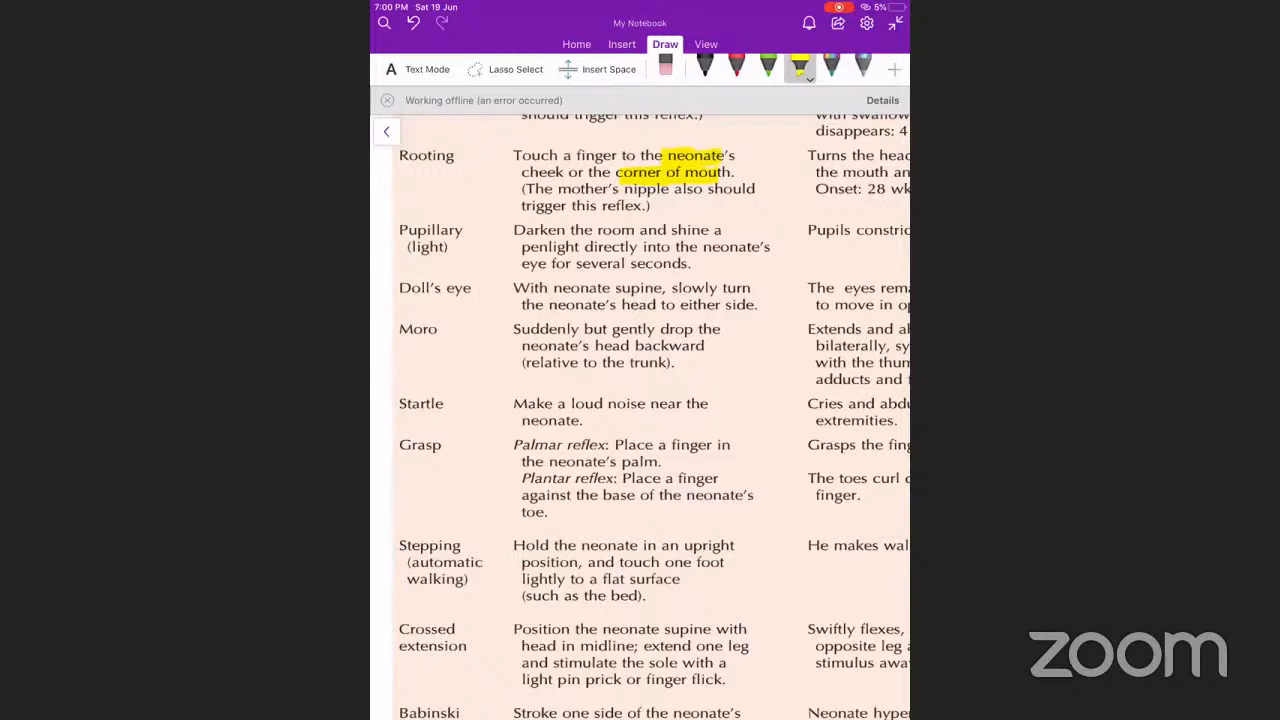 7:00 PM Sat 19 Jun
5%
My Notebook
Home Insert Draw View
A Text Mode Lasso Select Insert Space
Working offline (an error occurred) Details
should trigger this reflex.) with swallow
disappears: 4
Rooting Touch a finger to the neonate's Turns the head
cheek or the corner of mouth. the mouth an
(The mother's nipple also should Onset: 28 wk
trigger this reflex.)
Pupillary Darken the room and shine a Pupils constric
(light) penlight directly into the neonate's
eye for several seconds.
Doll's eye With neonate supine, slowly turn The eyes rema
the neonate's head to either side. to move in op
Moro Suddenly but gently drop the Extends and ab
neonate's head backward bilaterally, sy
(relative to the trunk). with the thum
adducts and
Startle Make a loud noise near the Cries and abdu
neonate. extremities.
Grasp Palmar reflex: Place a finger in Grasps the fing
the neonate's palm.
Plantar reflex: Place a finger The toes curl
against the base of the neonate's finger.
toe.
Stepping Hold the neonate in an upright He makes wal
(automatic position, and touch one foot
walking) lightly to a flat surface
(such as the bed).
Crossed Position the neonate supine with Swiftly flexes,
extension head in midline; extend one leg opposite leg
and stimulate the sole with a stimulus awa
light pin prick or finger flick.
Babinski Stroke one side of the neonate's Neonate hyper
zoom